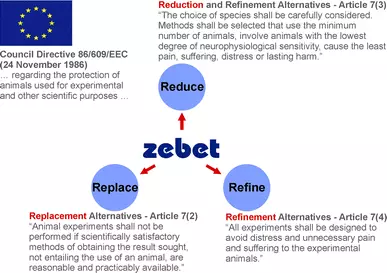 Council Directive 86/609/EEC
(24 November 1986)
… regarding the protection of
animals used for experimental
and other scientific purposes …
Reduction and Refinement Alternatives - Article 7(3)
“The choice of species shall be carefully considered.
Methods shall be selected that use the minimum
number of animals, involve animals with the lowest
degree of neurophysiological sensitivity, cause the least
pain, suffering, distress or lasting harm.”
Reduce
zebet
Replace
Refine
Replacement Alternatives - Article 7(2)
“Animal experiments shall not be
performed if scientifically satisfactory
methods of obtaining the result sought,
not entailing the use of an animal, are
reasonable and practicably available.”
Refinement Alternatives - Article 7(4)
“All experiments shall be designed to
avoid distress and unnecessary pain
and suffering to the experimental
animals.”